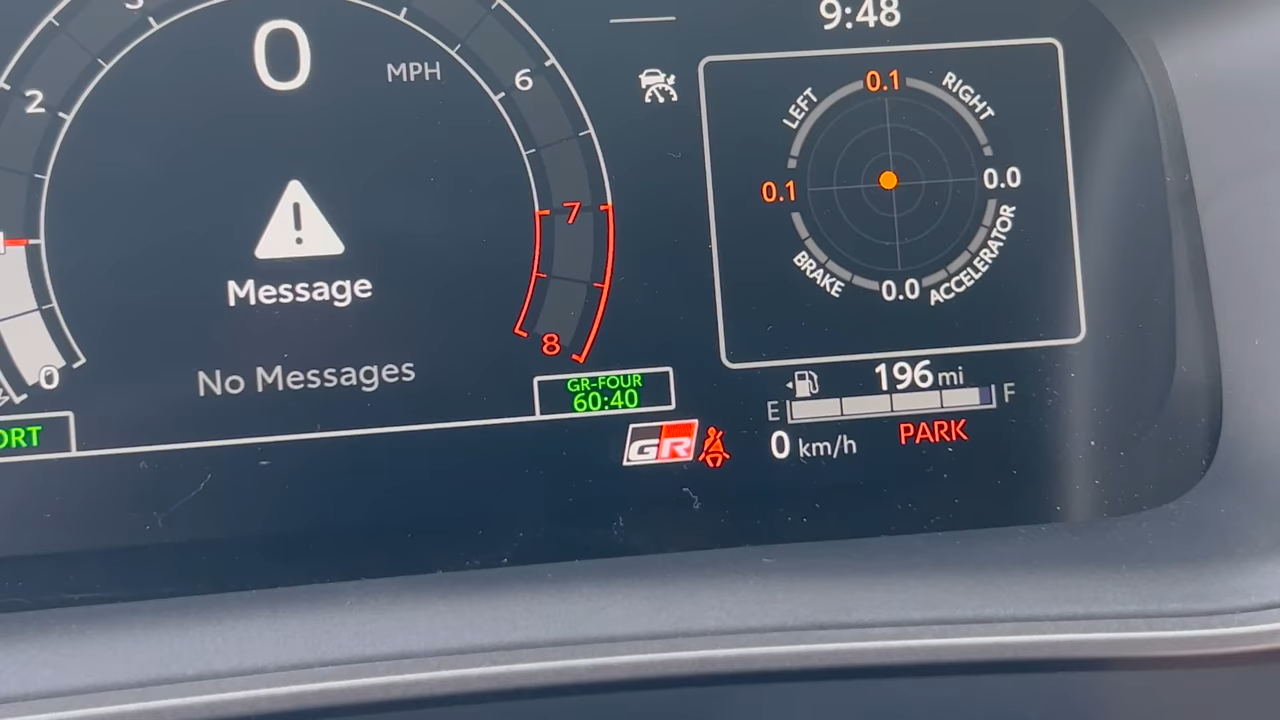 0
MPH
9:48
3
2
6
7
8
0
Message
No Messages
LEFT
0.1
RIGHT
0.1
0.0
BRAKE
0.0
ACCELERATOR
GR-FOUR
60:40
ORT
GR
196 mi
E
F
0 km/h
PARK